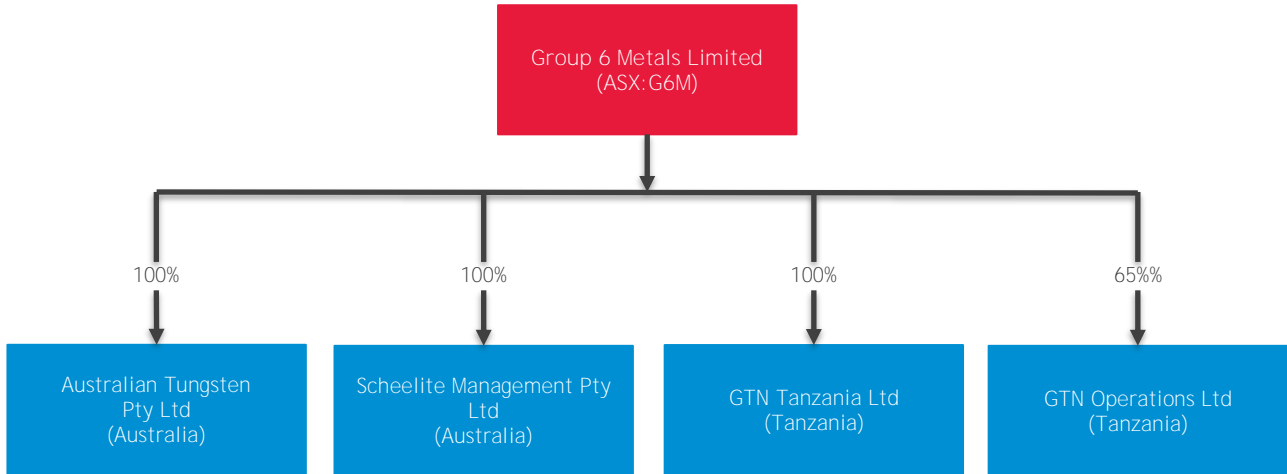 Group 6 Metals Limited
(ASX:G6M)
100%
100%
100%
65%%
Australian Tungsten
Pty Ltd
(Australia)
Scheelite Management Pty
Ltd
(Australia)
GTN Tanzania Ltd
(Tanzania)
GTN Operations Ltd
(Tanzania)